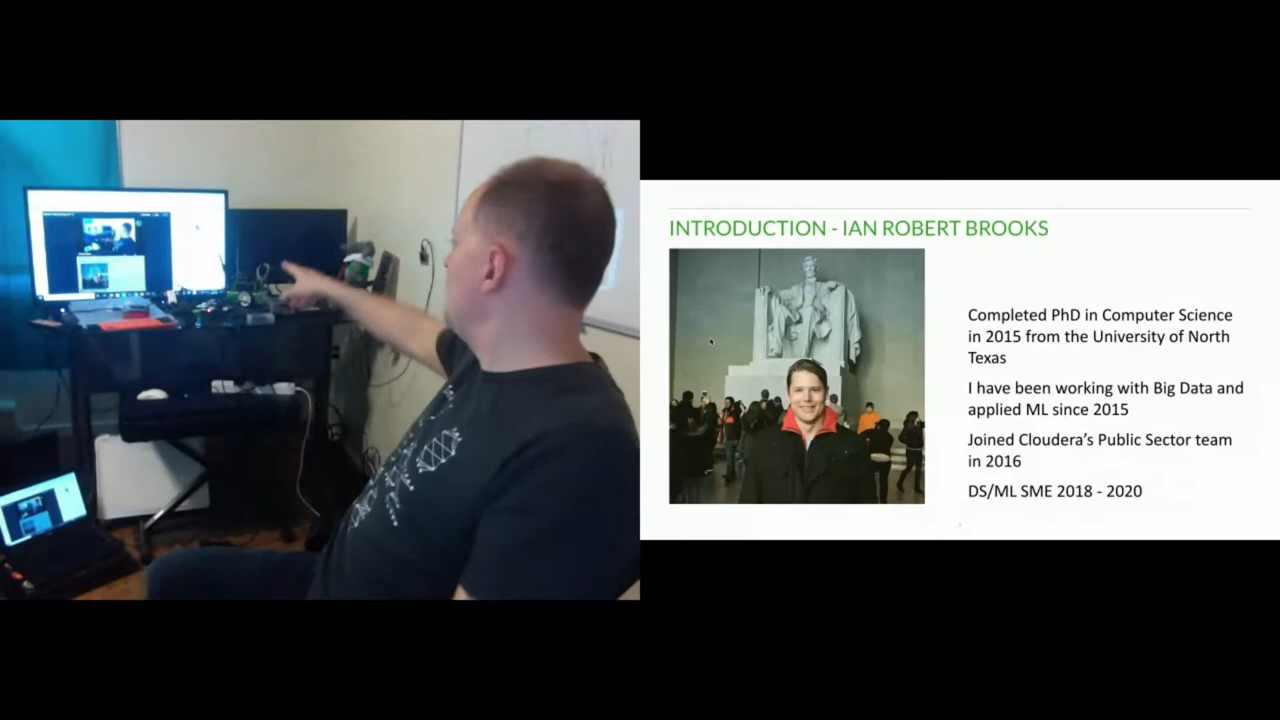 INTRODUCTION - IAN ROBERT BROOKS
Completed PhD in Computer Science
in 2015 from the University of North
Texas
I have been working with Big Data and
applied ML since 2015
Joined Cloudera's Public Sector team
in 2016
DS/ML SME 2018 - 2020